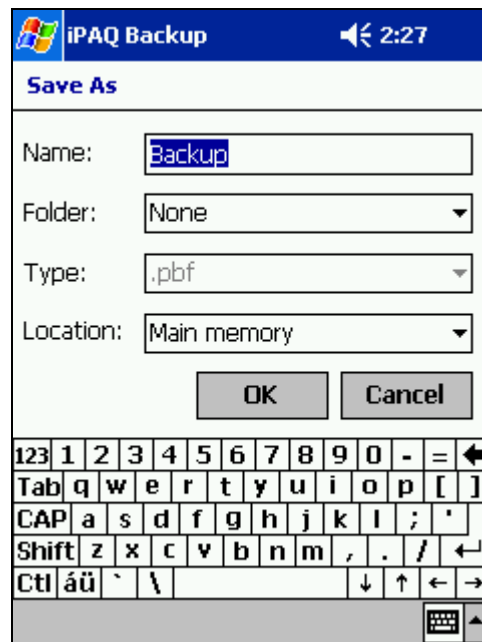 iPAQ Backup 2:27
Save As
Name: Backup
Folder: None
Type: .pbf
Location: Main memory
OK Cancel
123 1 2 3 4 5 6 7 8 9 0 - =
Tab q w e r t y u i o p [ ]
CAP a s d f g h j k l ; '
Shift z x c v b n m , . /
Ctl áü ` \